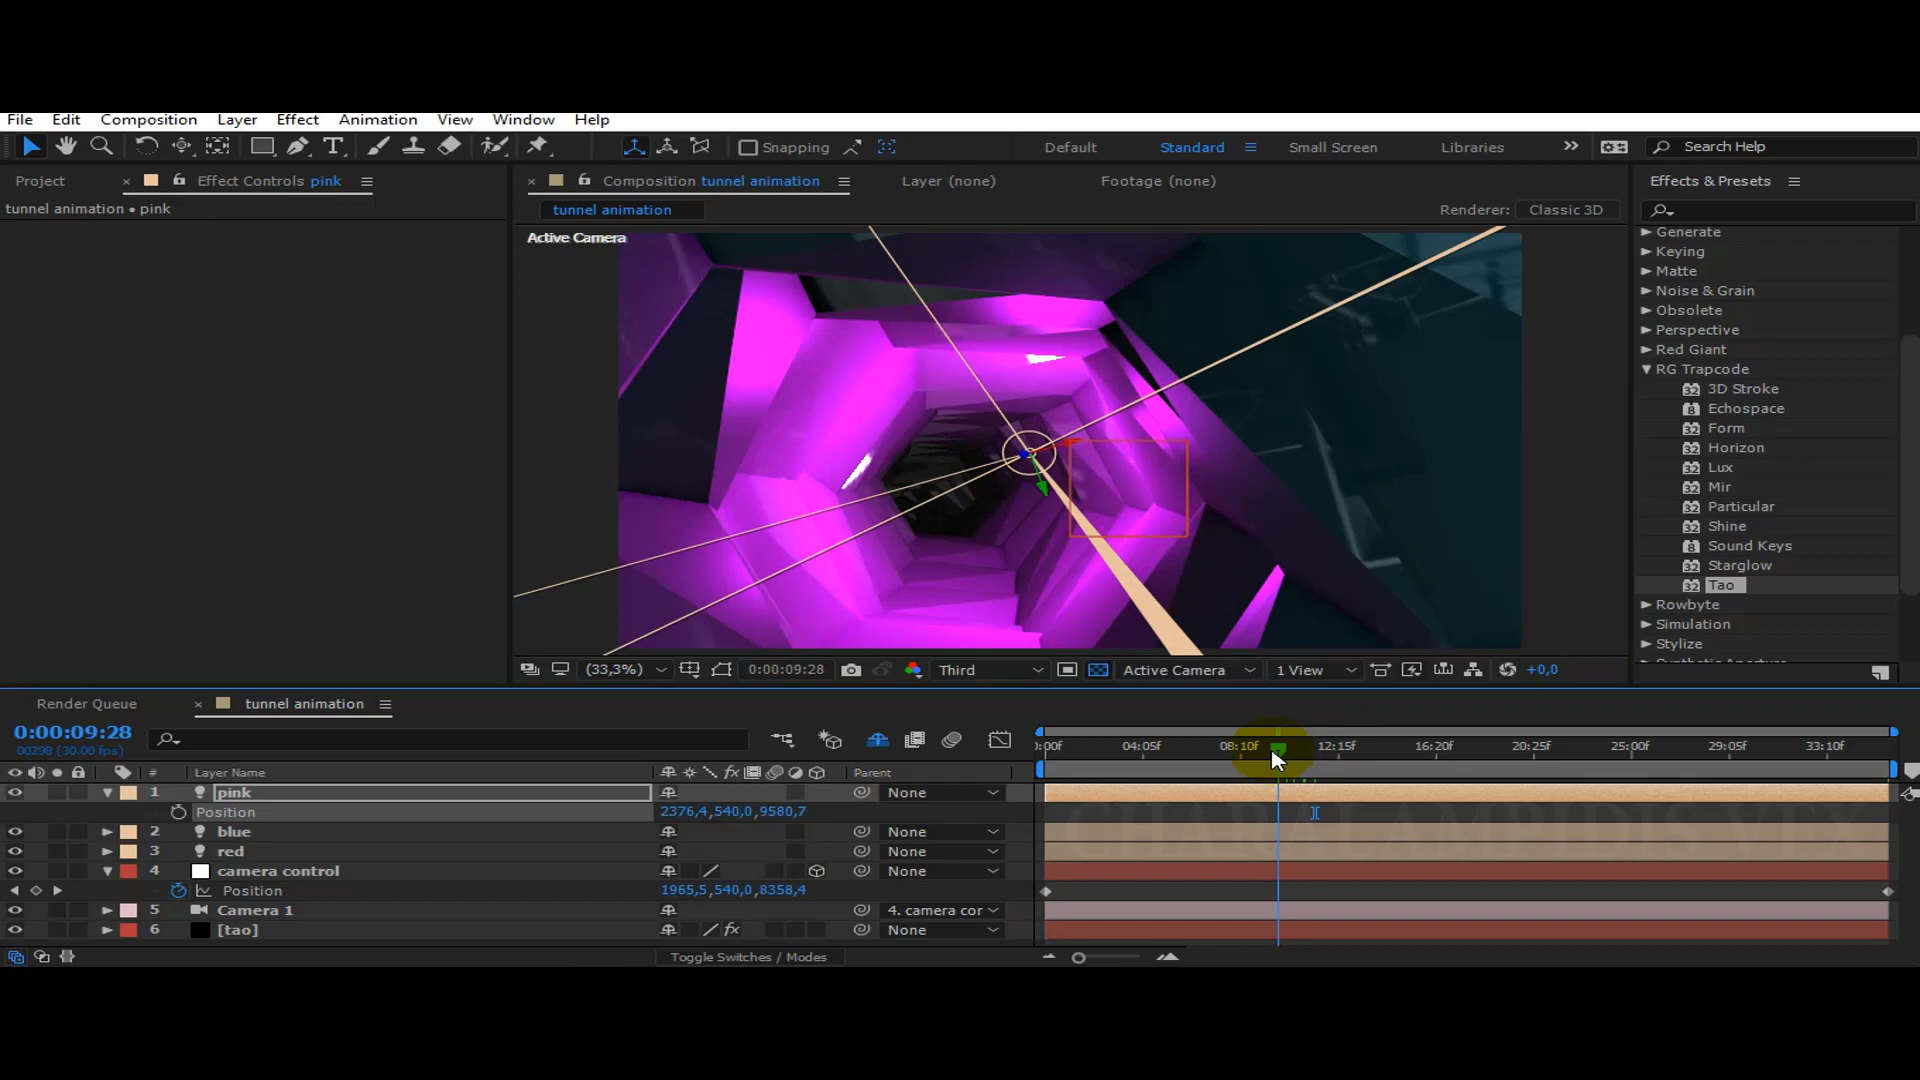 File Edit Composition Layer Effect Animation View Window Help
Snapping Default Standard Small Screen Libraries Search Help
Project Effect Controls pink Composition tunnel animation Layer (none) Footage (none) Effects & Presets
tunnel animation • pink
tunnel animation Renderer: Classic 3D
Active Camera
Generate
Keying
Matte
Noise & Grain
Obsolete
Perspective
Red Giant
RG Trapcode
3D Stroke
Echospace
Form
Horizon
Lux
Mir
Particular
Shine
Sound Keys
Starglow
Tao
Rowbyte
Simulation
Stylize
(33,3%) 0:00:09:28 Third Active Camera 1 View +0,0
Render Queue tunnel animation
0:00:09:28
00298 (30.00 fps)
:00f 04:05f 08:10f 12:15f 16:20f 20:25f 25:00f 29:05f 33:10f
# Layer Name fx Parent
1 pink None
Position 2376,4,540,0,9580,7
2 blue None
3 red None
4 camera control None
Position 1965,5,540,0,8358,4
5 Camera 1 4. camera cor
6 [tao] fx None
Toggle Switches / Modes